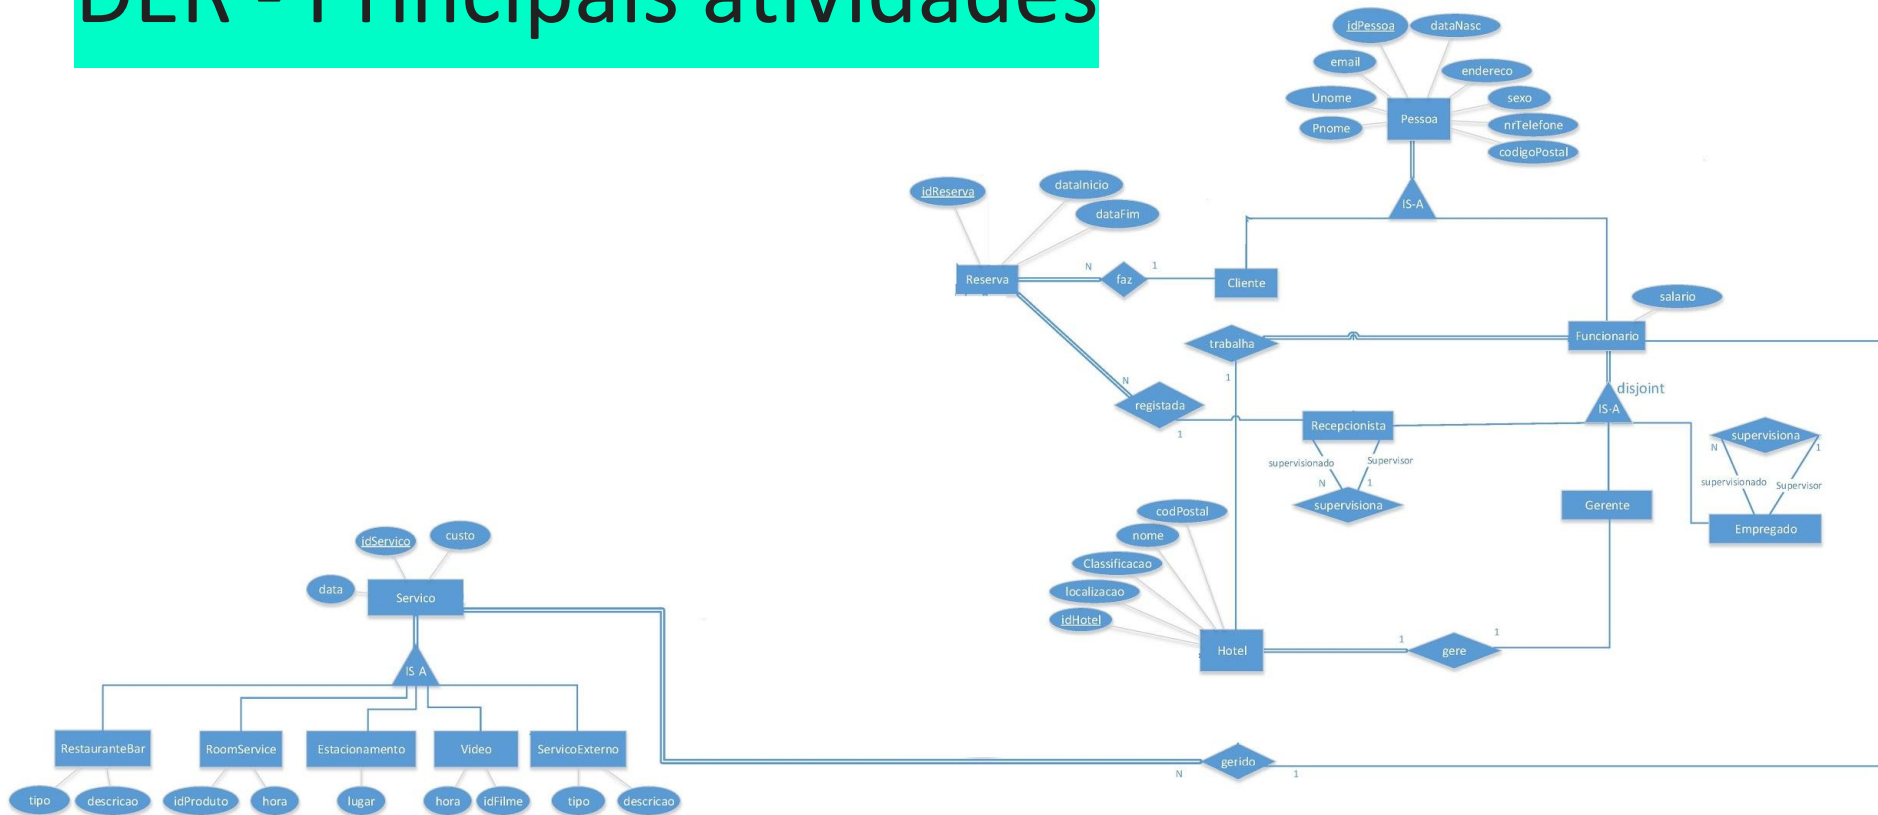 DER - Principais atividades
idPessoa
dataNasc
email
endereco
Unome
sexo
Pessoa
Pnome
nrTelefone
codigoPostal
IS-A
idReserva
dataInicio
dataFim
Reserva
N
faz
1
Cliente
salario
Funcionario
trabalha
1
disjoint
IS-A
N
registada
1
Recepcionista
supervisionado
Supervisor
N
1
supervisiona
supervisiona
N
1
supervisionado
Supervisor
Gerente
Empregado
codPostal
nome
Classificacao
localizacao
idHotel
Hotel
1
gere
1
idServico
custo
data
Servico
IS A
RestauranteBar
RoomService
Estacionamento
Video
ServicoExterno
tipo
descricao
idProduto
hora
lugar
hora
idFilme
tipo
descricao
N
gerido
1